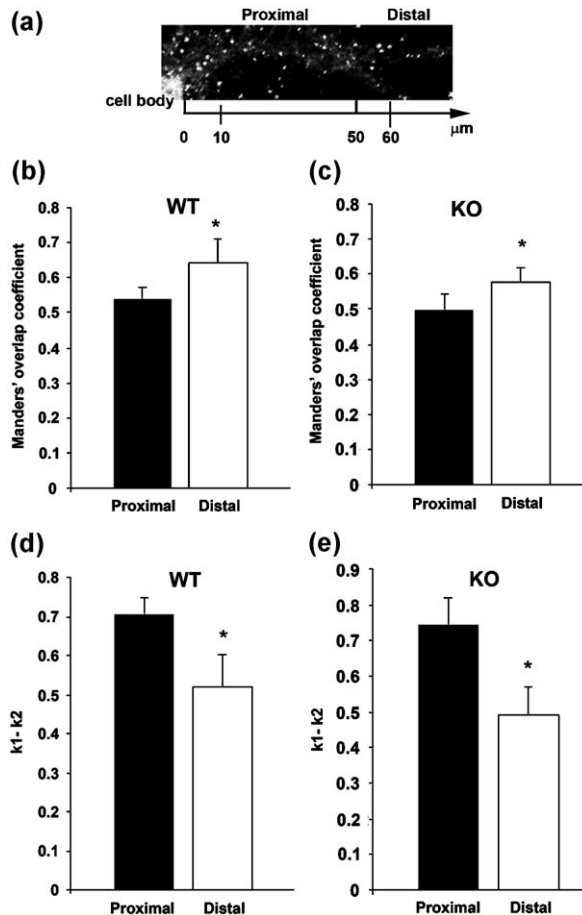 (a)
Proximal Distal
cell body
0 10 50 60 μm
(b) (c)
WT
0.8
0.7
0.6
0.5
0.4
0.3
0.2
0.1
0
Manders' overlap coefficient
*
Proximal Distal
KO
0.8
0.7
0.6
0.5
0.4
0.3
0.2
0.1
0
Manders' overlap coefficient
*
Proximal Distal
(d) (e)
WT
0.8
0.7
0.6
0.5
0.4
0.3
0.2
0.1
0
k1- k2
*
Proximal Distal
KO
0.9
0.8
0.7
0.6
0.5
0.4
0.3
0.2
0.1
0
k1- k2
*
Proximal Distal